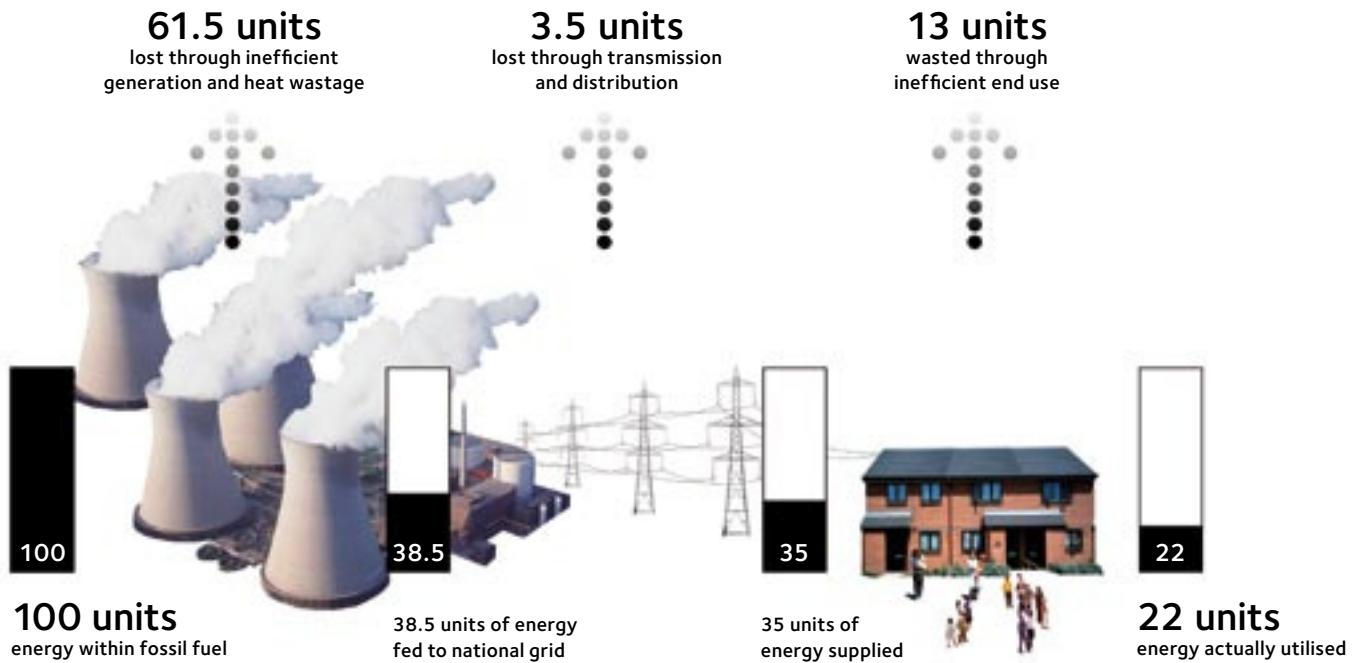 61.5 units
lost through inefficient
generation and heat wastage
3.5 units
lost through transmission
and distribution
13 units
wasted through
inefficient end use
100
38.5
35
22
100 units
energy within fossil fuel
38.5 units of energy
fed to national grid
35 units of
energy supplied
22 units
energy actually utilised